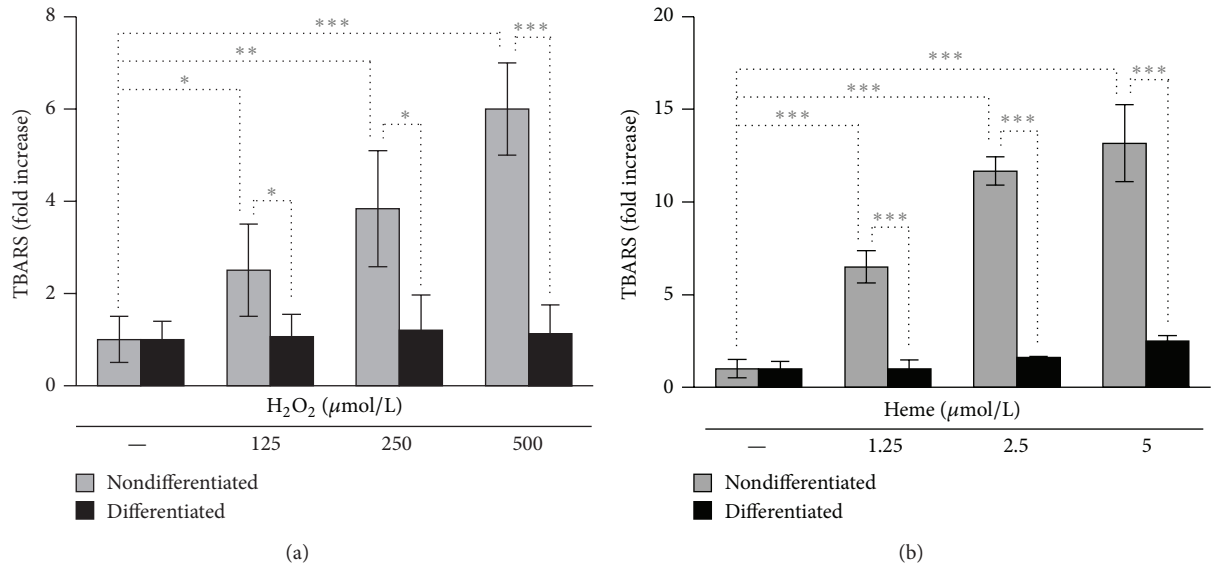 8
6
4
2
0
TBARS (fold increase)
***
**
*
***
*
*
H₂O₂ (μmol/L)
— 125 250 500
Nondifferentiated
Differentiated
(a)
20
15
10
5
0
TBARS (fold increase)
***
***
***
***
***
***
Heme (μmol/L)
— 1.25 2.5 5
Nondifferentiated
Differentiated
(b)